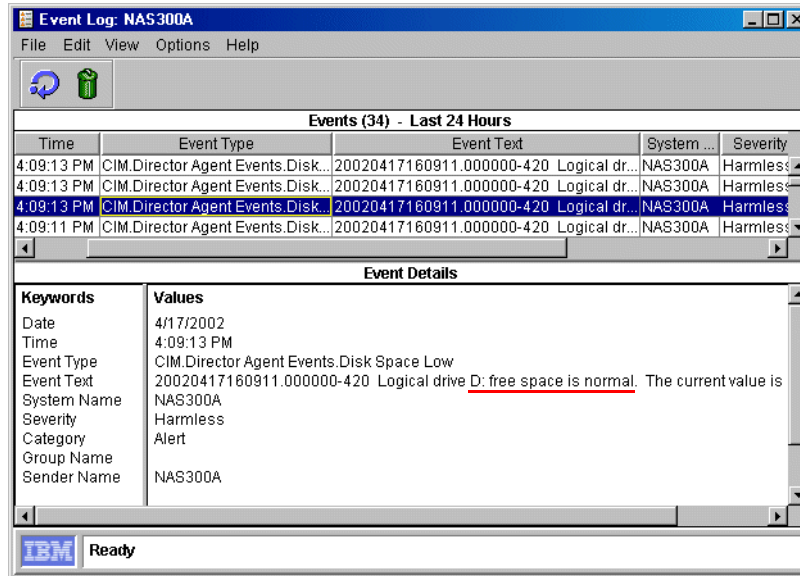 Event Log: NAS300A
File Edit View Options Help
Events (34) - Last 24 Hours
Time Event Type Event Text System ... Severity
4:09:13 PM CIM.Director Agent Events.Disk... 20020417160911.000000-420 Logical dr... NAS300A Harmless
4:09:13 PM CIM.Director Agent Events.Disk... 20020417160911.000000-420 Logical dr... NAS300A Harmless
4:09:13 PM CIM.Director Agent Events.Disk... 20020417160911.000000-420 Logical dr... NAS300A Harmless
4:09:11 PM CIM.Director Agent Events.Disk... 20020417160911.000000-420 Logical dr... NAS300A Harmless
Event Details
Keywords Values
Date 4/17/2002
Time 4:09:13 PM
Event Type CIM.Director Agent Events.Disk Space Low
Event Text 20020417160911.000000-420 Logical drive D: free space is normal. The current value is
System Name NAS300A
Severity Harmless
Category Alert
Group Name
Sender Name NAS300A
IBM Ready